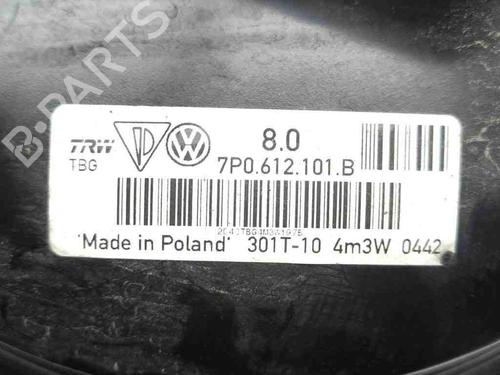 B-PARTS
TRW
TBG
8.0
7P0.612.101.B
'Made in Poland' 301T-10 4m3W 0442